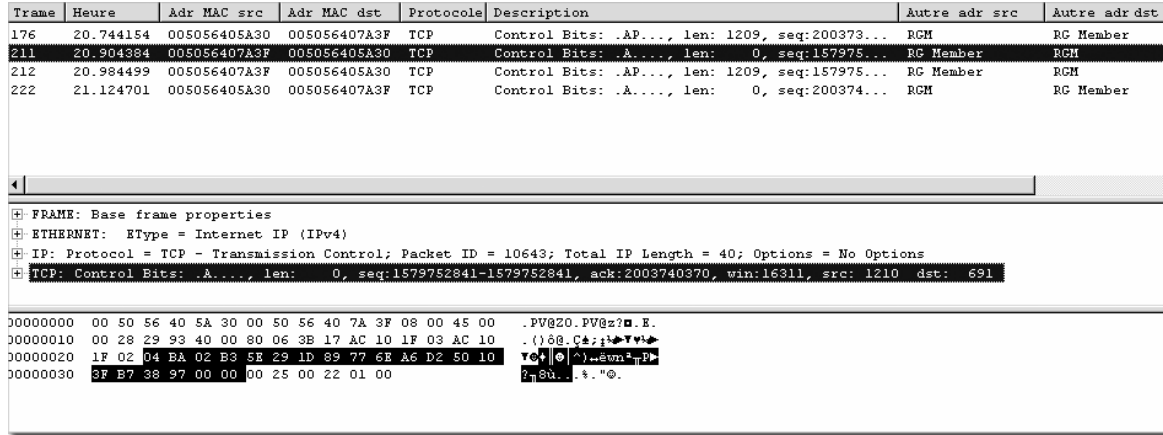 Trame Heure Adr MAC src Adr MAC dst Protocole Description Autre adr src Autre adr dst
176 20.744154 005056405A30 005056407A3F TCP Control Bits: .AP..., len: 1209, seq:200373... RGM RG Member
211 20.904384 005056407A3F 005056405A30 TCP Control Bits: .A...., len: 0, seq:157975... RG Member RGM
212 20.984499 005056407A3F 005056405A30 TCP Control Bits: .AP..., len: 1209, seq:157975... RG Member RGM
222 21.124701 005056405A30 005056407A3F TCP Control Bits: .A...., len: 0, seq:200374... RGM RG Member
FRAME: Base frame properties
ETHERNET: EType = Internet IP (IPv4)
IP: Protocol = TCP - Transmission Control; Packet ID = 10643; Total IP Length = 40; Options = No Options
TCP: Control Bits: .A...., len: 0, seq:1579752841-1579752841, ack:2003740370, win:16311, src: 1210 dst: 691
00000000 00 50 56 40 5A 30 00 50 56 40 7A 3F 08 00 45 00 .PV@Z0.PV@z?◘.E.
00000010 00 28 29 93 40 00 80 06 3B 17 AC 10 1F 03 AC 10
00000020 1F 02 04 BA 02 B3 5E 29 1D 89 77 6E A6 D2 50 10
00000030 3F B7 38 97 00 00 00 25 00 22 01 00 ?╖8ù...%."☺.